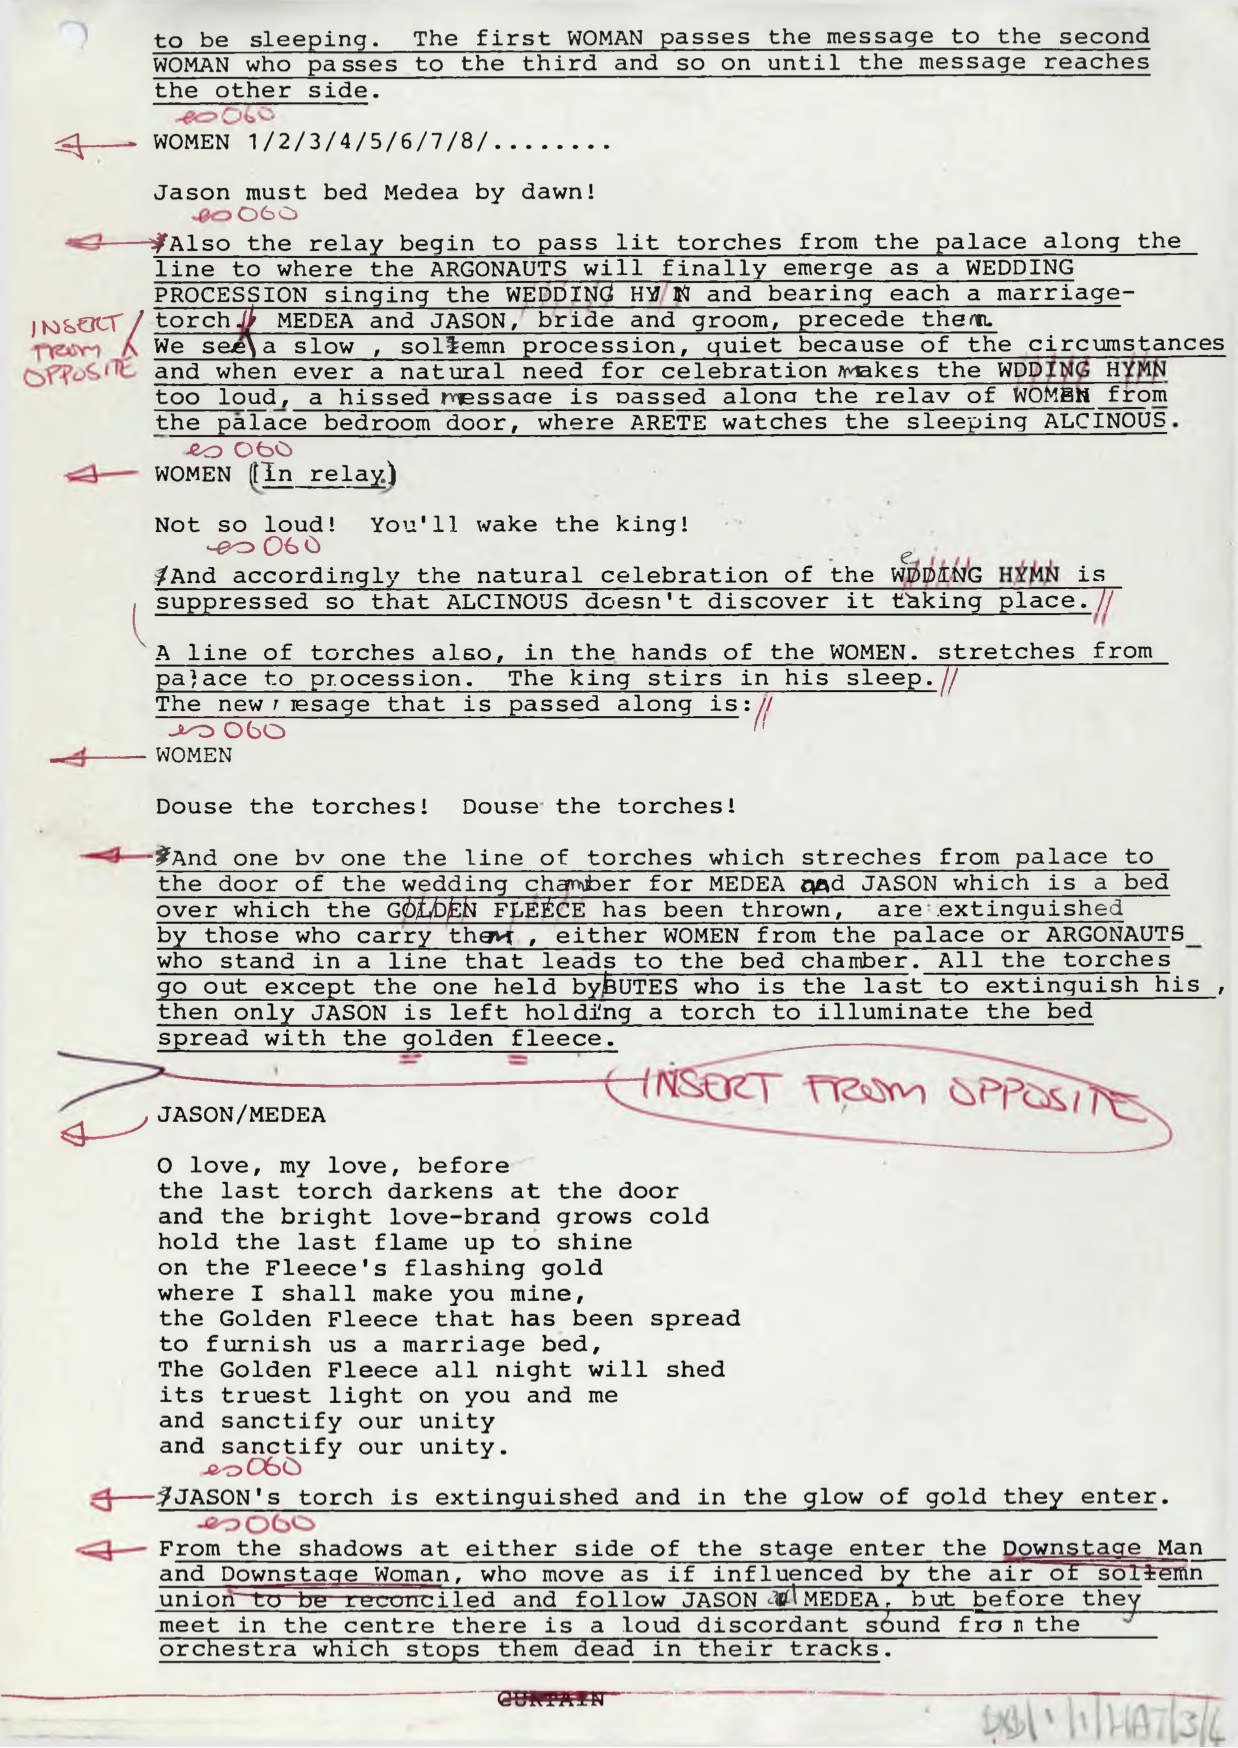 to be sleeping. The first WOMAN passes the message to the second
WOMAN who passes to the third and so on until the message reaches
the other side.
060
WOMEN 1/2/3/4/5/6/7/8/........
Jason must bed Medea by dawn!
060
Also the relay begin to pass lit torches from the palace along the
line to where the ARGONAUTS will finally emerge as a WEDDING
PROCESSION singing the WEDDING HYMN and bearing each a marriage-
torch. MEDEA and JASON, bride and groom, precede them.
INSERT FROM OPPOSITE
We see a slow , solemn procession, quiet because of the circumstances
and when ever a natural need for celebration makes the WDDING HYMN
too loud, a hissed message is passed along the relay of WOMEN from
the palace bedroom door, where ARETE watches the sleeping ALCINOUS.
060
WOMEN (in relay)
Not so loud! You'll wake the king!
060
And accordingly the natural celebration of the WeDDING HYMN is
suppressed so that ALCINOUS doesn't discover it taking place.
A line of torches also, in the hands of the WOMEN. stretches from
palace to procession. The king stirs in his sleep.
The new mesage that is passed along is:
060
WOMEN
Douse the torches! Douse the torches!
And one by one the line of torches which streches from palace to
the door of the wedding chamber for MEDEA and JASON which is a bed
over which the GOLDEN FLEECE has been thrown, are extinguished
by those who carry them , either WOMEN from the palace or ARGONAUTS
who stand in a line that leads to the bed chamber. All the torches
go out except the one held by BUTES who is the last to extinguish his ,
then only JASON is left holding a torch to illuminate the bed
spread with the golden fleece.
INSERT FROM OPPOSITE
JASON/MEDEA
O love, my love, before
the last torch darkens at the door
and the bright love-brand grows cold
hold the last flame up to shine
on the Fleece's flashing gold
where I shall make you mine,
the Golden Fleece that has been spread
to furnish us a marriage bed,
The Golden Fleece all night will shed
its truest light on you and me
and sanctify our unity
and sanctify our unity.
060
JASON's torch is extinguished and in the glow of gold they enter.
060
From the shadows at either side of the stage enter the Downstage Man
and Downstage Woman, who move as if influenced by the air of solemn
union to be reconciled and follow JASON and MEDEA, but before they
meet in the centre there is a loud discordant sound from the
orchestra which stops them dead in their tracks.
CURTAIN